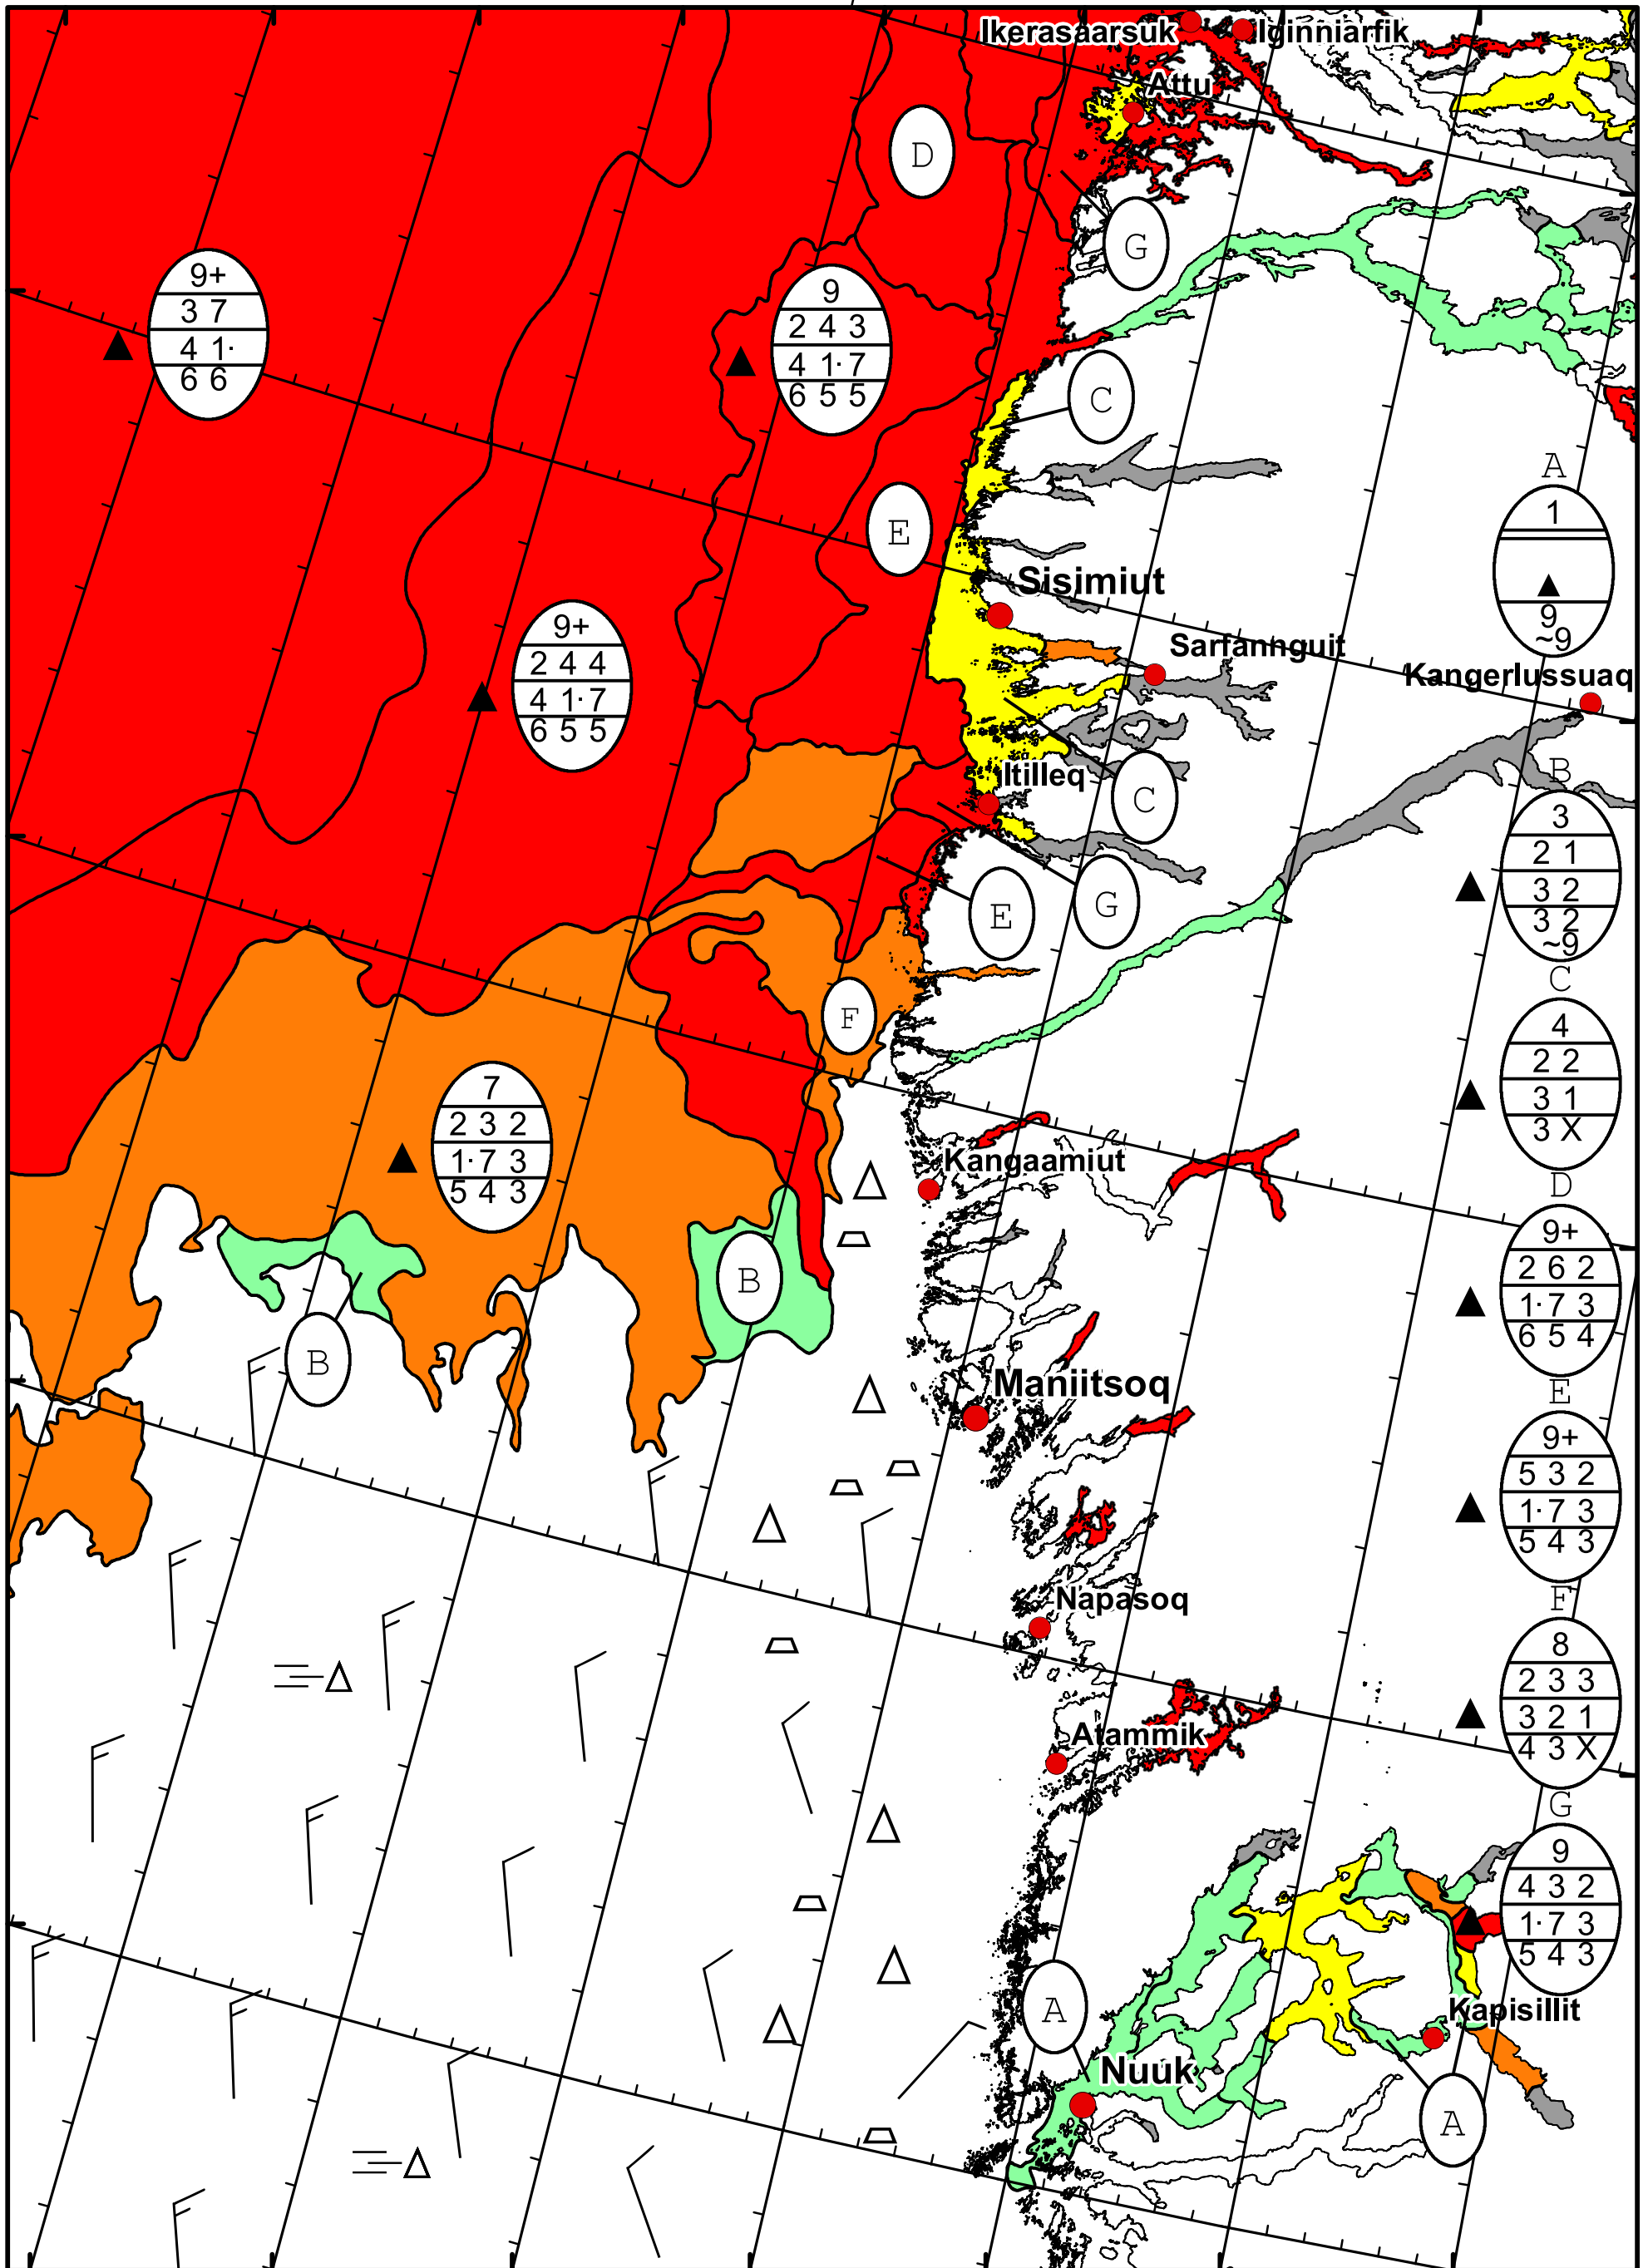 Ikerasaarsuk
Iginniarfik
Attu
D
G
9+
3 7
4 1·
6 6
9
2 4 3
4 1·7
6 5 5
C
A
1
9
~9
E
Sisimiut
Sarfannguit
Kangerlussuaq
9+
2 4 4
4 1·7
6 5 5
Itilleq
C
B
3
2 1
3 2
3 2
~9
E
G
C
4
2 2
3 1
3 X
F
7
2 3 2
1·7 3
5 4 3
Kangaamiut
D
9+
2 6 2
1·7 3
6 5 4
B
B
Maniitsoq
E
9+
5 3 2
1·7 3
5 4 3
Napasoq
F
8
2 3 3
3 2 1
4 3 X
Atammik
G
9
4 3 2
1·7 3
5 4 3
A
Kapisillit
Nuuk
A